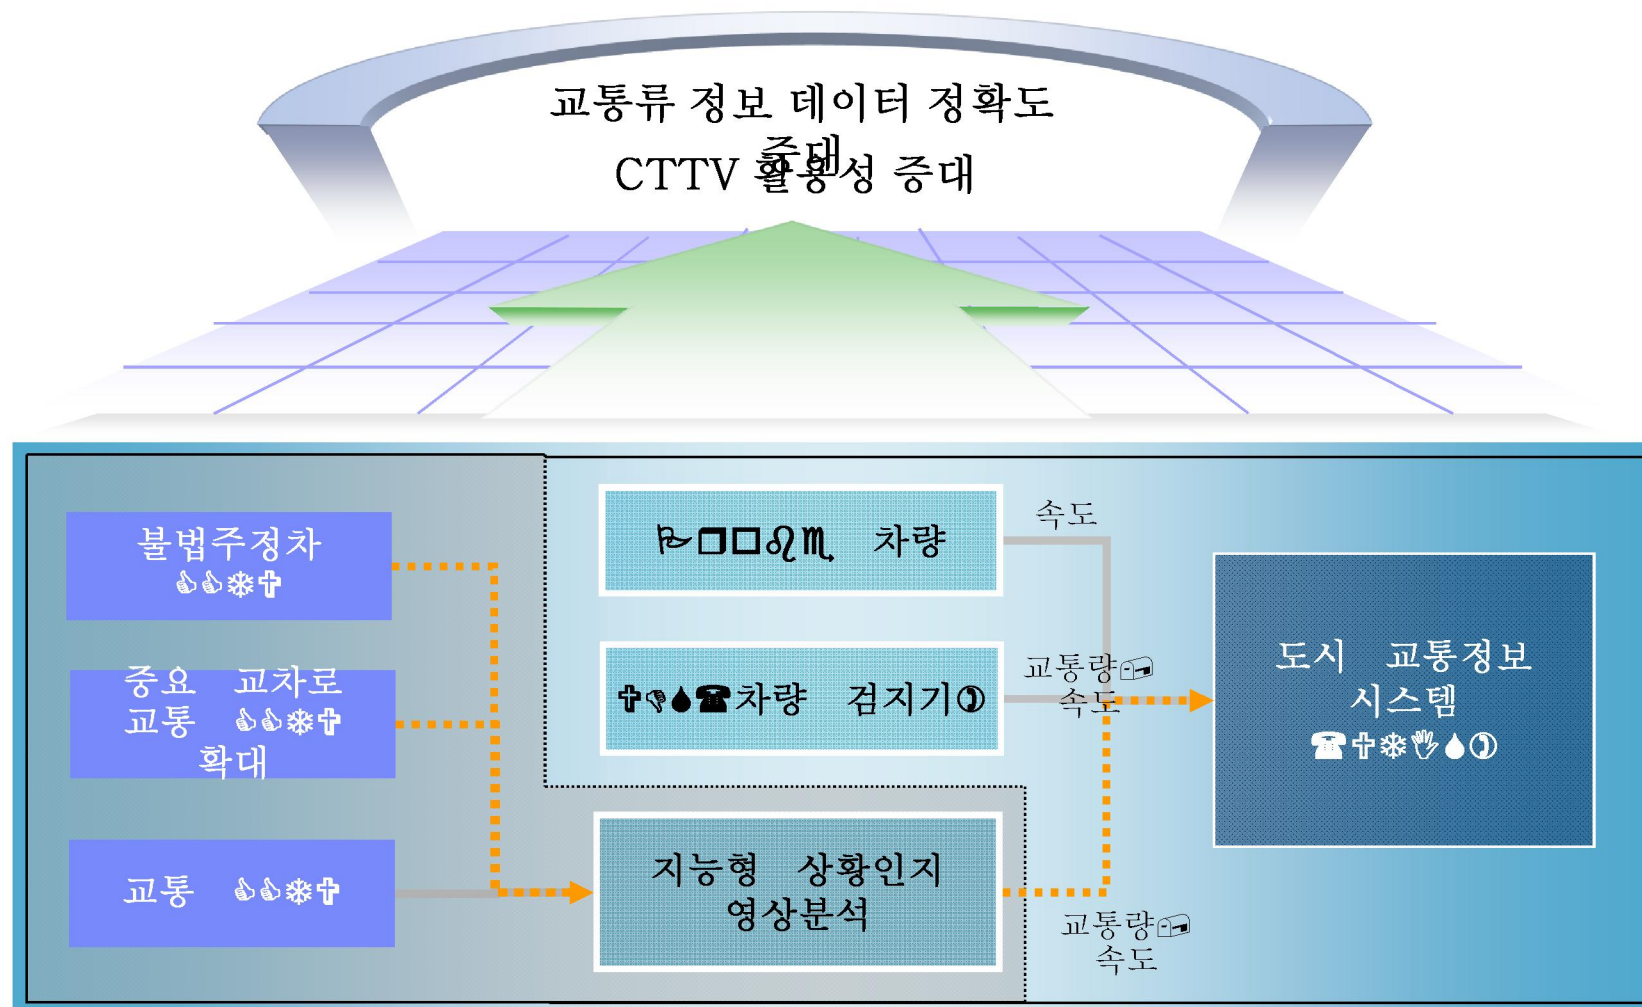 교통류 정보 데이터 정확도
증대
CTTV 활용성 증대
불법주정차
👍👍❄✞
중요 교차로
교통 👍👍❄✞
확대
교통 👍👍❄✞
🏱❒□♌♏ 차량
✞👎💧☎차량 검지기✆
지능형 상황인지
영상분석
속도
교통량📪
속도
교통량📪
속도
도시 교통정보
시스템
☎✝❄✋💧✆